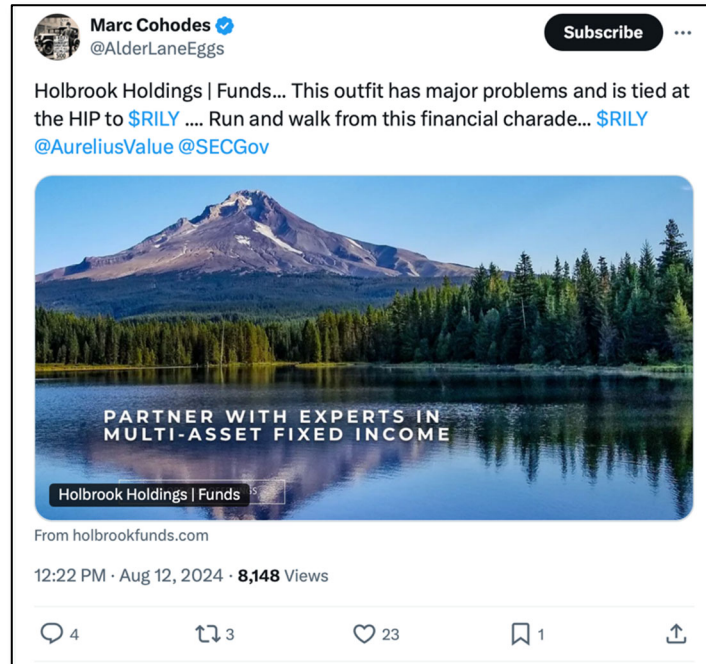 Marc Cohodes
@AlderLaneEggs
Subscribe
Holbrook Holdings | Funds... This outfit has major problems and is tied at
the HIP to $RILY .... Run and walk from this financial charade... $RILY
@AureliusValue @SECGov
PARTNER WITH EXPERTS IN
MULTI-ASSET FIXED INCOME
Holbrook Holdings | Funds
From holbrookfunds.com
12:22 PM · Aug 12, 2024 · 8,148 Views
4 3 23 1